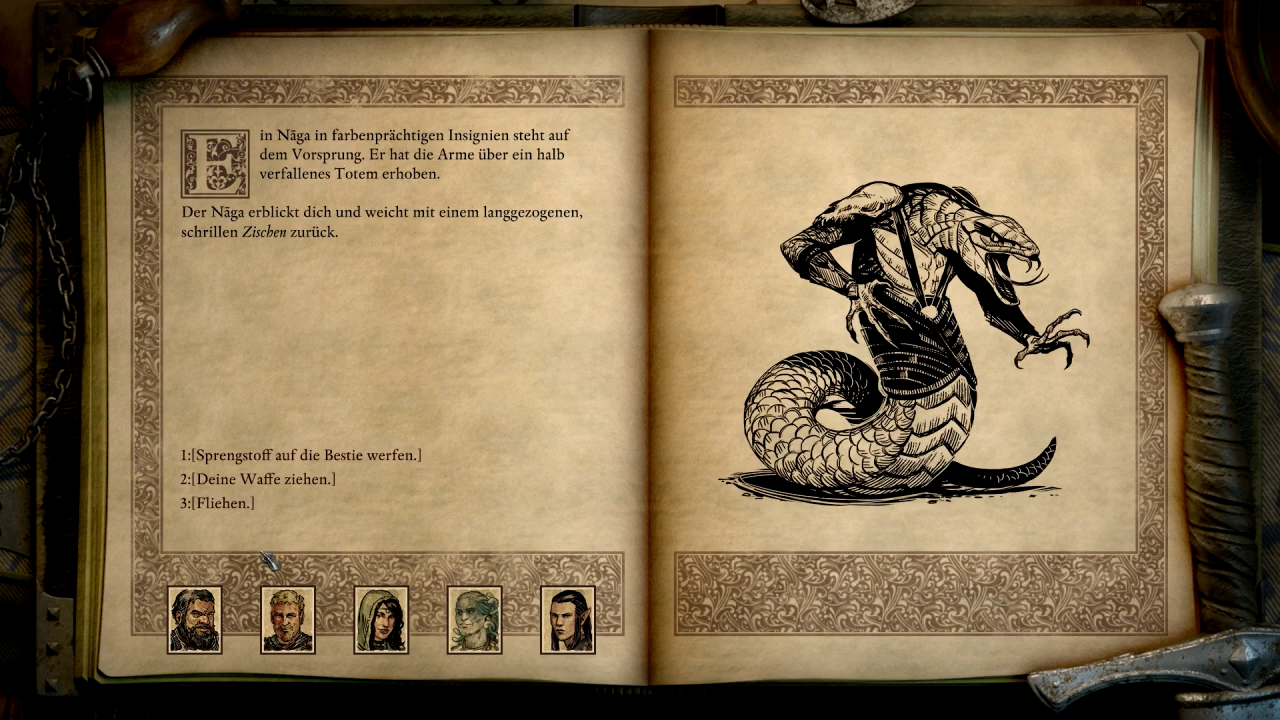 Ein Nāga in farbenprächtigen Insignien steht auf
dem Vorsprung. Er hat die Arme über ein halb
verfallenes Totem erhoben.
Der Nāga erblickt dich und weicht mit einem langgezogenen,
schrillen Zischen zurück.
1:[Sprengstoff auf die Bestie werfen.]
2:[Deine Waffe ziehen.]
3:[Fliehen.]